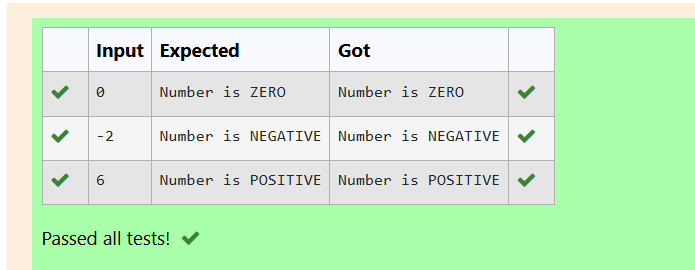 Input Expected Got
0 Number is ZERO Number is ZERO
-2 Number is NEGATIVE Number is NEGATIVE
6 Number is POSITIVE Number is POSITIVE
Passed all tests!